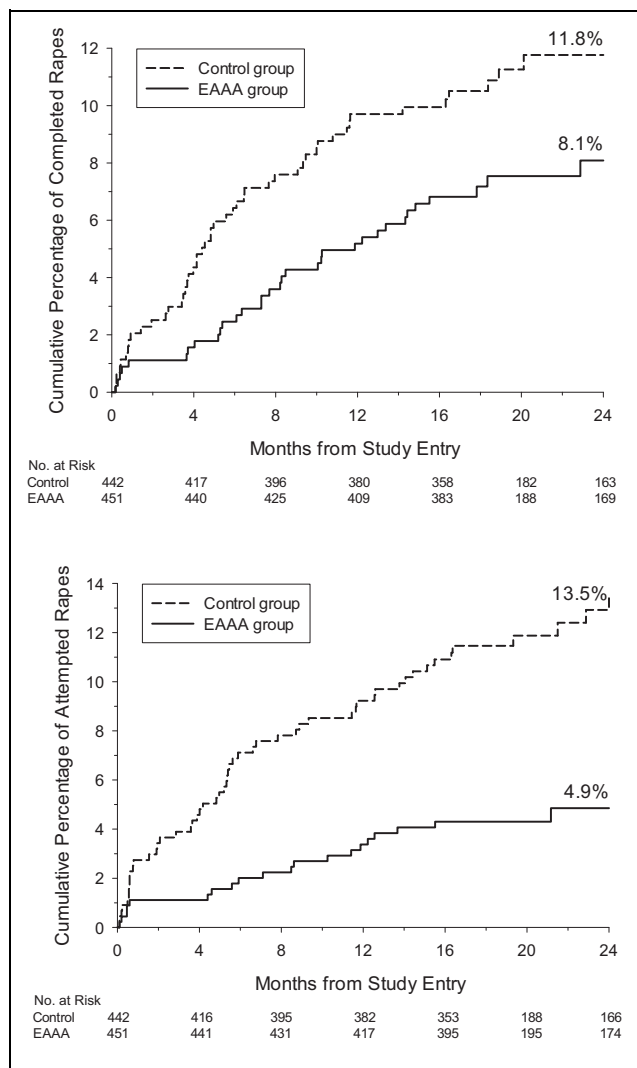 12
11.8%
Control group
EAAA group
10
8.1%
8
6
4
2
0
Cumulative Percentage of Completed Rapes
0 4 8 12 16 20 24
Months from Study Entry
No. at Risk
Control 442 417 396 380 358 182 163
EAAA 451 440 425 409 383 188 169
14
13.5%
Control group
EAAA group
12
10
8
6
4.9%
4
2
0
Cumulative Percentage of Attempted Rapes
0 4 8 12 16 20 24
Months from Study Entry
No. at Risk
Control 442 416 395 382 353 188 166
EAAA 451 441 431 417 395 195 174